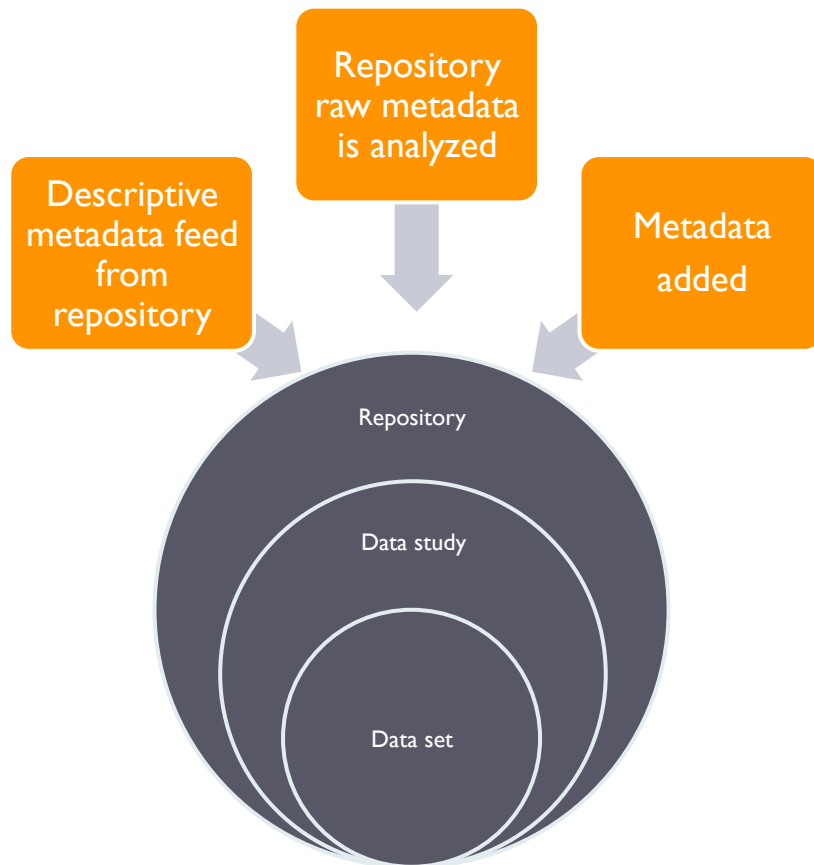 Repository
raw metadata
is analyzed
Descriptive
metadata feed
from
repository
Metadata
added
Repository
Data study
Data set